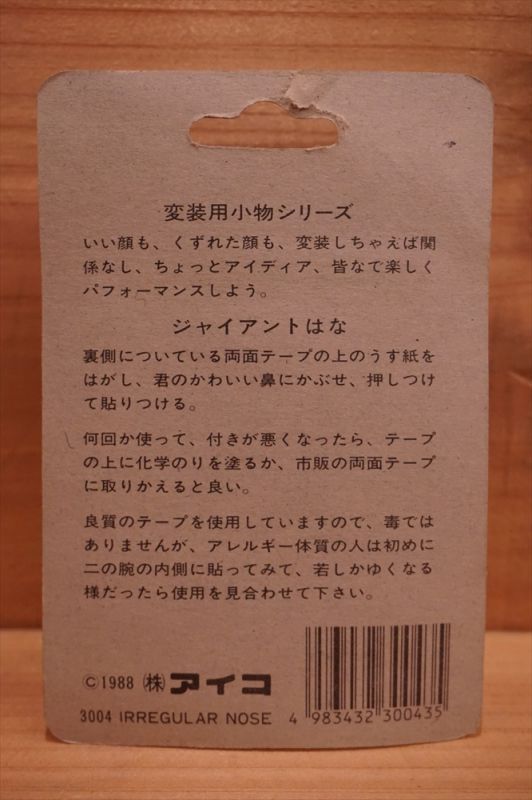 変装用小物シリーズ
いい顔も、くずれた顔も、変装しちゃえば関
係なし、ちょっとアイディア、皆なで楽しく
パフォーマンスしよう。
ジャイアントはな
裏側についている両面テープの上のうす紙を
はがし、君のかわいい鼻にかぶせ、押しつけ
て貼りつける。
何回か使って、付きが悪くなったら、テープ
の上に化学のりを塗るか、市販の両面テープ
に取りかえると良い。
良質のテープを使用していますので、毒では
ありませんが、アレルギー体質の人は初めに
二の腕の内側に貼ってみて、若しかゆくなる
様だったら使用を見合わせて下さい。
©1988 ㈱アイコ
3004 IRREGULAR NOSE
4 983432 300435